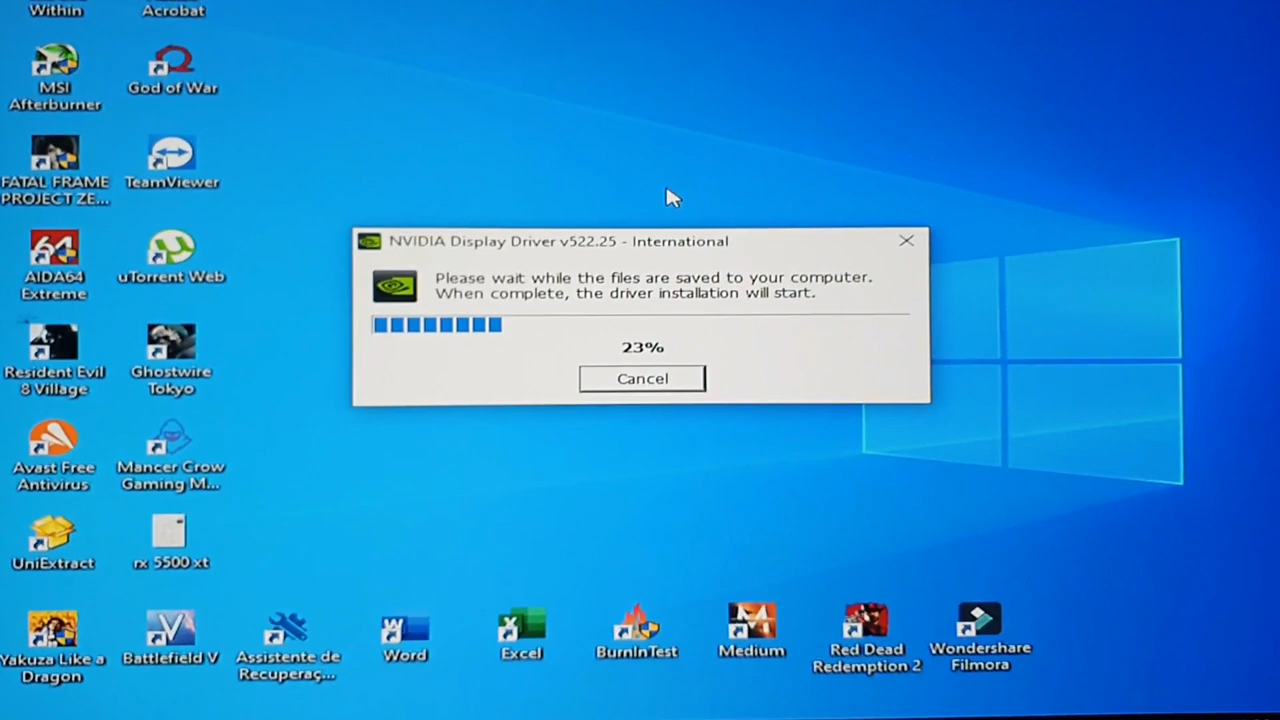 Within
Acrobat
MSI
Afterburner
God of War
FATAL FRAME
PROJECT ZE...
TeamViewer
64
AIDA64
Extreme
uTorrent Web
Resident Evil
8 Village
Ghostwire
Tokyo
Avast Free
Antivirus
Mancer Crow
Gaming M...
UniExtract
rx 5500 xt
Yakuza Like a
Dragon
V
Battlefield V
Assistente de
Recuperaç...
W
Word
X
Excel
BurnInTest
M
Medium
Red Dead
Redemption 2
Wondershare
Filmora
NVIDIA Display Driver v522.25 - International
Please wait while the files are saved to your computer.
When complete, the driver installation will start.
23%
Cancel